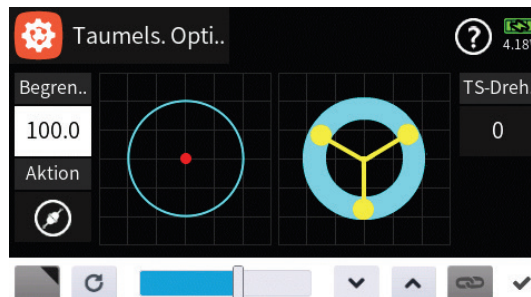 Taumels. Opti..
4.18
Begren..
100.0
Aktion
TS-Dreh
0